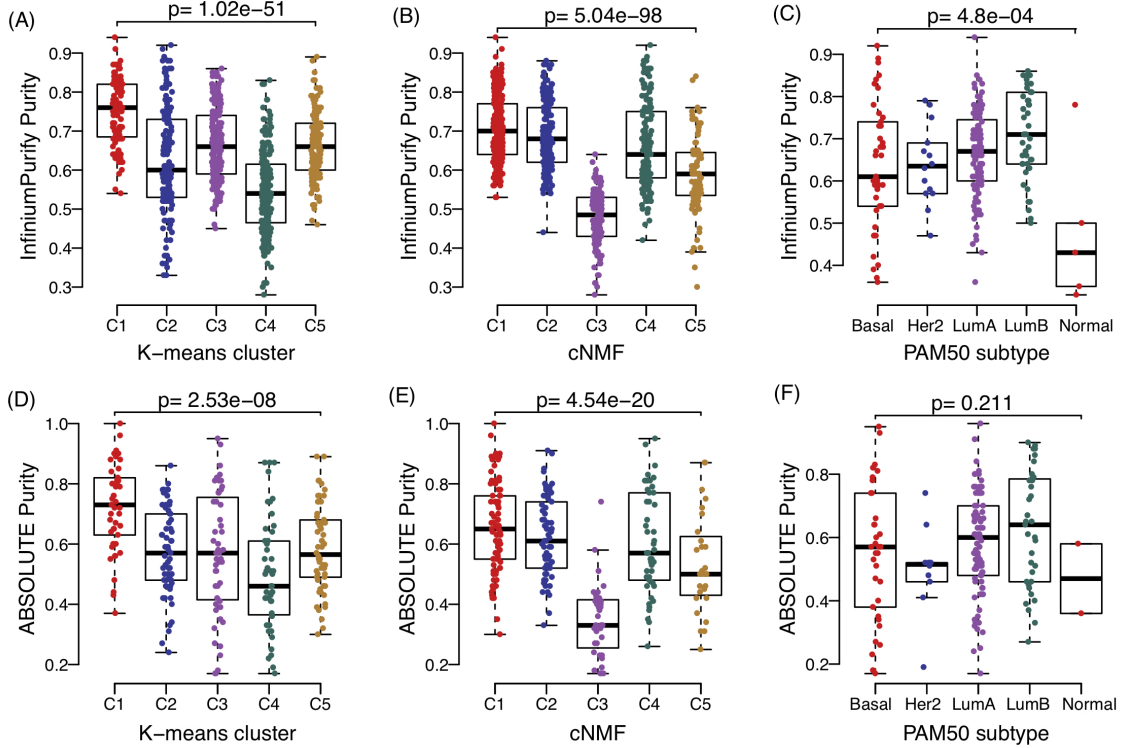 (A)
p= 1.02e−51
InfiniumPurify Purity
0.9
0.8
0.7
0.6
0.5
0.4
0.3
C1 C2 C3 C4 C5
K−means cluster
(B)
p= 5.04e−98
InfiniumPurify Purity
0.9
0.8
0.7
0.6
0.5
0.4
0.3
C1 C2 C3 C4 C5
cNMF
(C)
p= 4.8e−04
InfiniumPurify Purity
0.9
0.8
0.7
0.6
0.5
0.4
Basal Her2 LumA LumB Normal
PAM50 subtype
(D)
p= 2.53e−08
ABSOLUTE Purity
1.0
0.8
0.6
0.4
0.2
C1 C2 C3 C4 C5
K−means cluster
(E)
p= 4.54e−20
ABSOLUTE Purity
1.0
0.8
0.6
0.4
0.2
C1 C2 C3 C4 C5
cNMF
(F)
p= 0.211
ABSOLUTE Purity
0.8
0.6
0.4
0.2
Basal Her2 LumA LumB Normal
PAM50 subtype